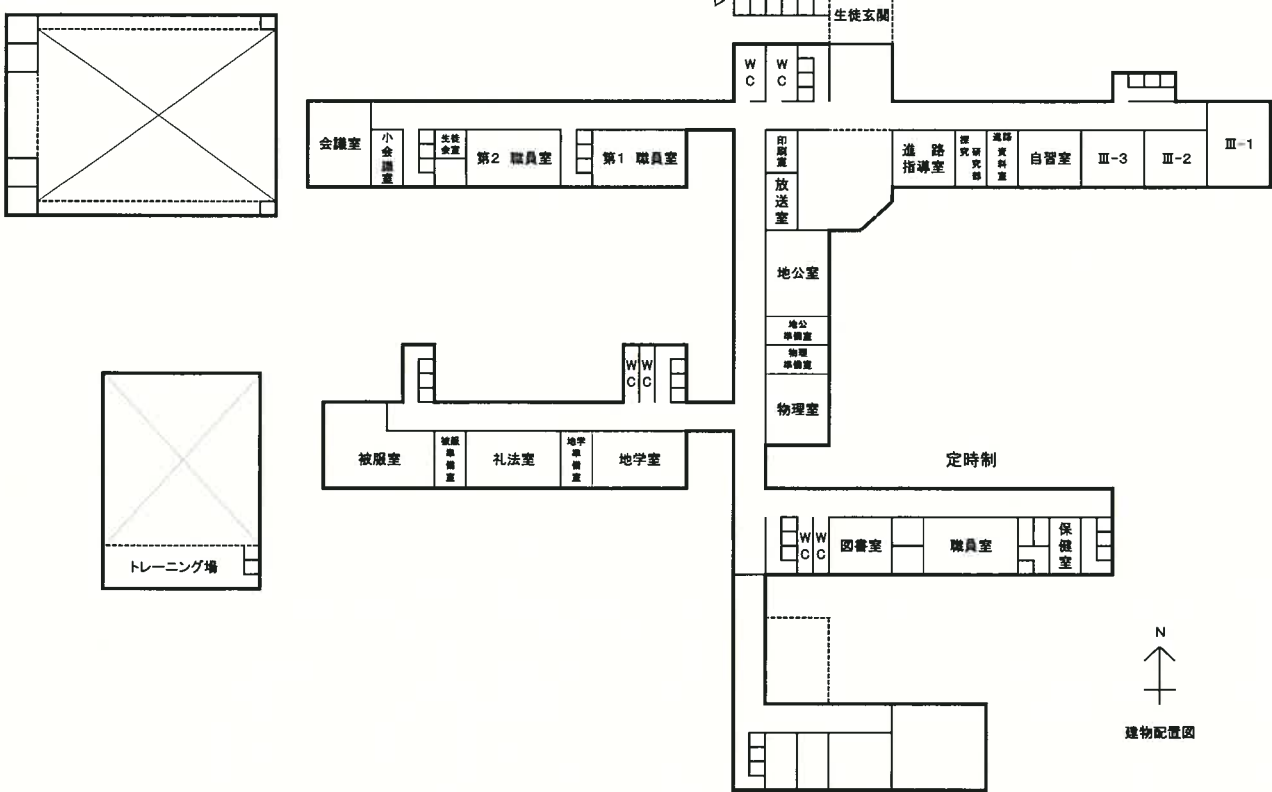 生徒玄関
WC
WC
会議室
小会議室
生徒会室
第2 職員室
第1 職員室
印刷室
放送室
進路指導室
探究研究部
進路資料室
自習室
Ⅲ-3
Ⅲ-2
Ⅲ-1
地公室
地公準備室
物理準備室
物理室
WC
WC
被服室
被服準備室
礼法室
地学準備室
地学室
定時制
WC
WC
図書室
職員室
保健室
トレーニング場
N
建物配置図